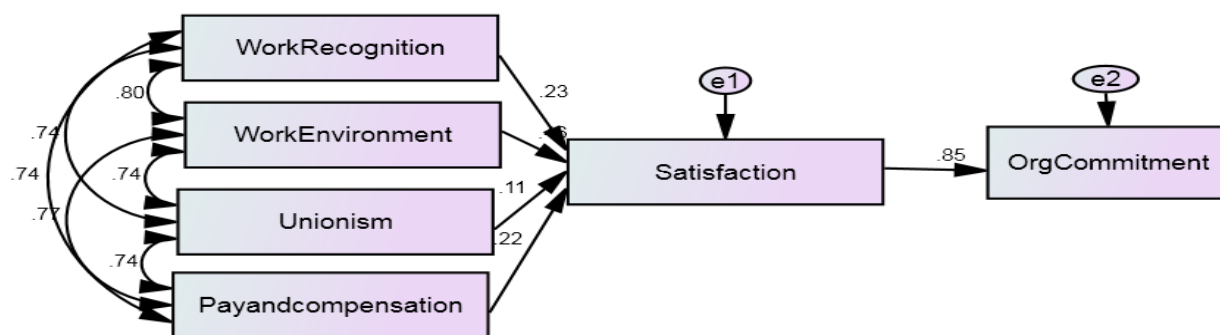 WorkRecognition
.23
e1
e2
.80
.74
WorkEnvironment
OrgCommitment
.85
Satisfaction
.74
.74
.11
.77
Unionism
.22
.74
Payandcompensation